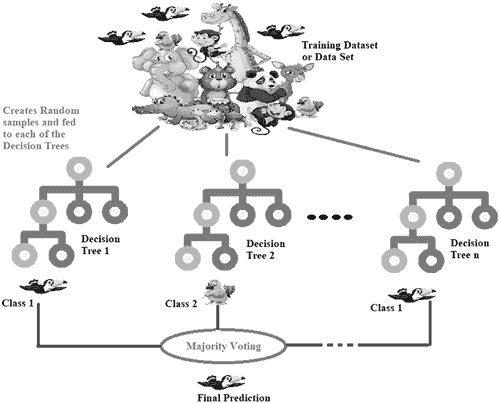 Training Dataset
or Data Set
Creates Random
samples and fed
to each of the
Decision Trees
Decision
Tree 1
Decision
Tree 2
Decision
Tree n
Class 1
Class 2
Class 1
Majority Voting
Final Prediction